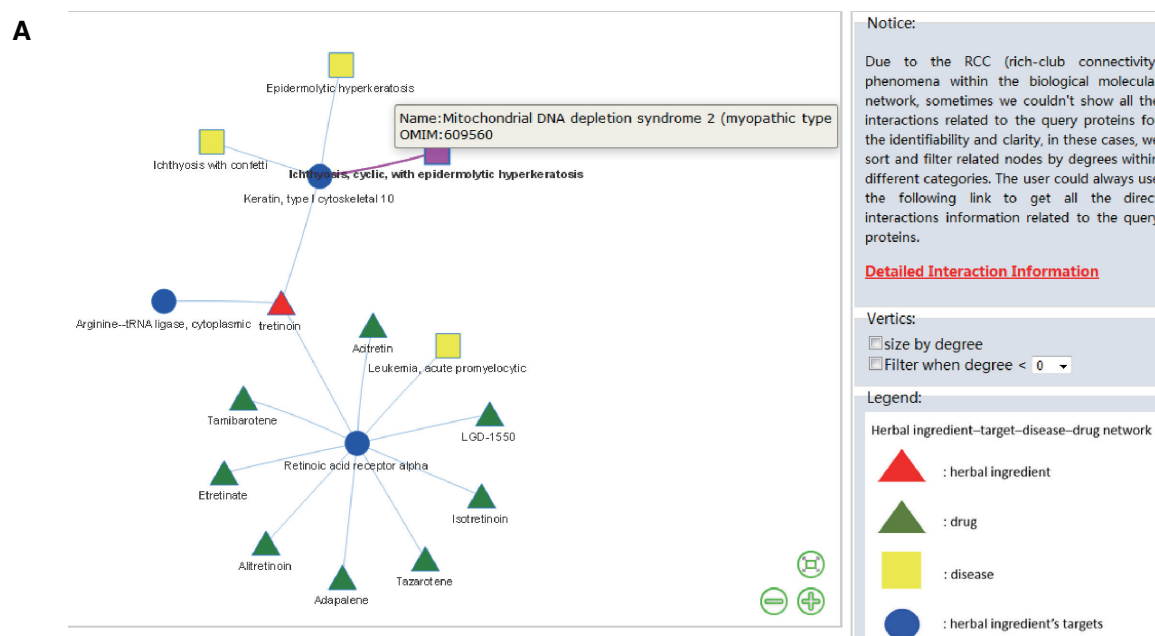 A
Epidermolytic hyperkeratosis
Name:Mitochondrial DNA depletion syndrome 2 (myopathic type
OMIM:609560
Ichthyosis with confetti
Ichthyosis, cyclic, with epidermolytic hyperkeratosis
Keratin, type I cytoskeletal 10
Arginine--tRNA ligase, cytoplasmic
tretinoin
Acitretin
Leukemia, acute promyelocytic
Tamibarotene
LGD-1550
Retinoic acid receptor alpha
Etretinate
Isotretinoin
Alitretinoin
Tazarotene
Adapalene
Notice:
Due to the RCC (rich-club connectivity
phenomena within the biological molecula
network, sometimes we couldn't show all the
interactions related to the query proteins fo
the identifiability and clarity, in these cases, we
sort and filter related nodes by degrees within
different categories. The user could always use
the following link to get all the direct
interactions information related to the query
proteins.
Detailed Interaction Information
Vertics:
size by degree
Filter when degree < 0
Legend:
Herbal ingredient–target–disease–drug network
: herbal ingredient
: drug
: disease
: herbal ingredient's targets